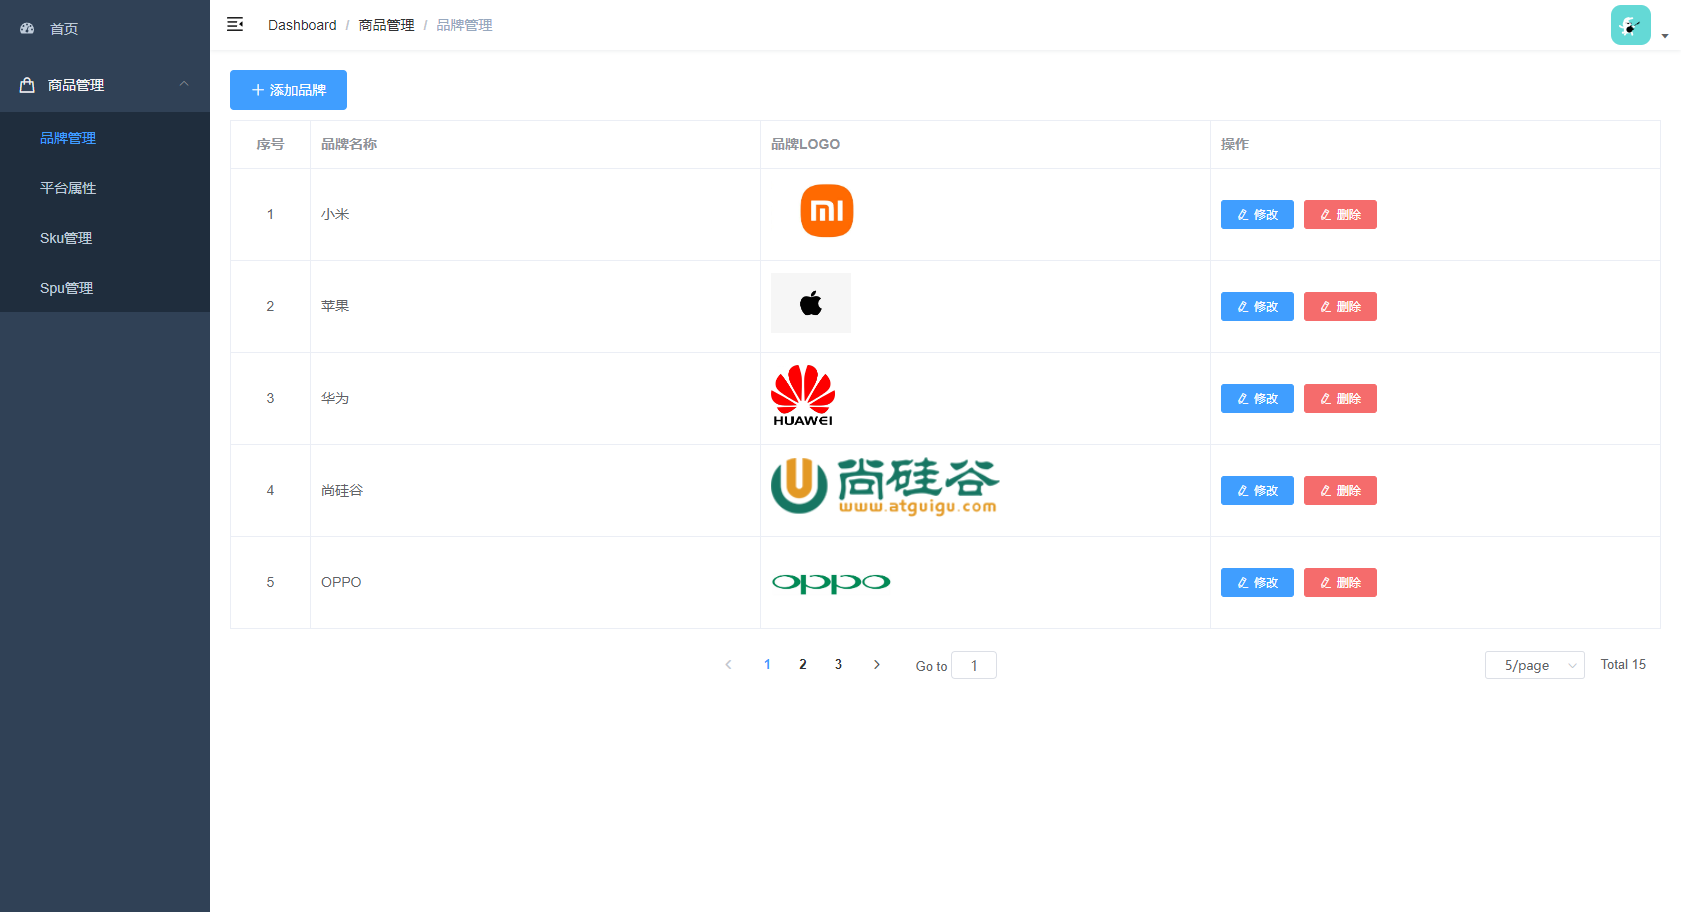 首页
商品管理
品牌管理
平台属性
Sku管理
Spu管理
Dashboard / 商品管理 / 品牌管理
添加品牌
序号 品牌名称 品牌LOGO 操作
1 小米 mi 修改 删除
2 苹果 修改 删除
3 华为 HUAWEI 修改 删除
4 尚硅谷 尚硅谷 www.atguigu.com 修改 删除
5 OPPO oppo 修改 删除
1 2 3 Go to 1 5/page Total 15